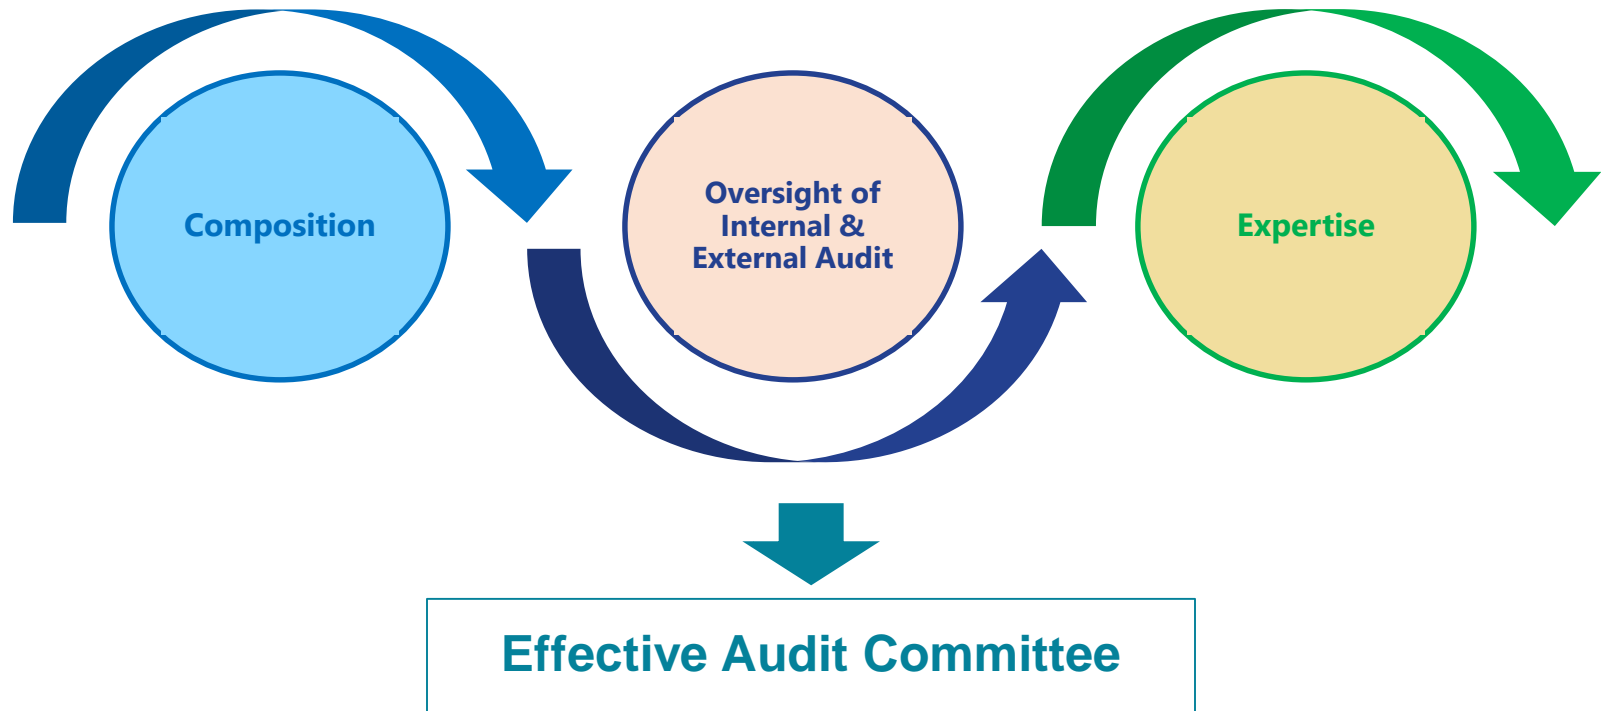 Composition
Oversight of
Internal &
External Audit
Expertise
Effective Audit Committee